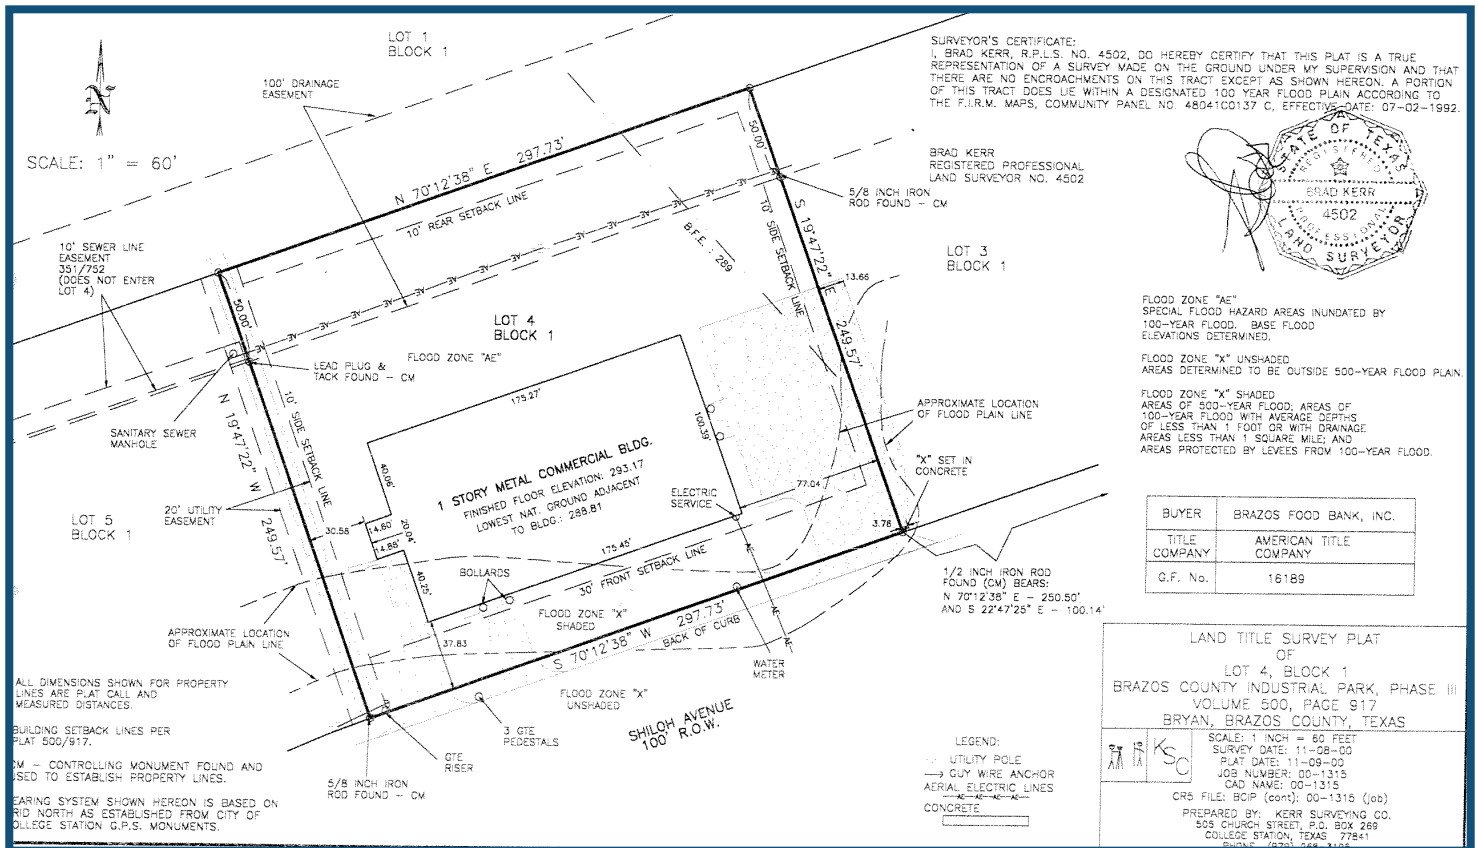 LOT 1
BLOCK 1
100' DRAINAGE
EASEMENT
N
SCALE: 1" = 60'
SURVEYOR'S CERTIFICATE:
I, BRAD KERR, R.P.L.S. NO. 4502, DO HEREBY CERTIFY THAT THIS PLAT IS A TRUE
REPRESENTATION OF A SURVEY MADE ON THE GROUND UNDER MY SUPERVISION AND THAT
THERE ARE NO ENCROACHMENTS ON THIS TRACT EXCEPT AS SHOWN HEREON. A PORTION
OF THIS TRACT DOES LIE WITHIN A DESIGNATED 100 YEAR FLOOD PLAIN ACCORDING TO
THE F.I.R.M. MAPS, COMMUNITY PANEL NO. 48041C0137 C, EFFECTIVE DATE: 07-02-1992.
BRAD KERR
REGISTERED PROFESSIONAL
LAND SURVEYOR NO. 4502
STATE OF TEXAS
REGISTERED
BRAD KERR
4502
PROFESSIONAL
LAND SURVEYOR
N 70°12'38" E 297.73'
10' REAR SETBACK LINE
50.00'
5/8 INCH IRON
ROD FOUND - CM
10' SIDE SETBACK LINE
S 19°47'22" E 249.57'
B.F.E. : 289
LOT 3
BLOCK 1
13.66
10' SEWER LINE
EASEMENT
351/752
(DOES NOT ENTER
LOT 4)
50.00'
LOT 4
BLOCK 1
FLOOD ZONE "AE"
LEAD PLUG &
TACK FOUND - CM
FLOOD ZONE "AE"
SPECIAL FLOOD HAZARD AREAS INUNDATED BY
100-YEAR FLOOD. BASE FLOOD
ELEVATIONS DETERMINED.
FLOOD ZONE "X" UNSHADED
AREAS DETERMINED TO BE OUTSIDE 500-YEAR FLOOD PLAIN.
FLOOD ZONE "X" SHADED
AREAS OF 500-YEAR FLOOD; AREAS OF
100-YEAR FLOOD WITH AVERAGE DEPTHS
OF LESS THAN 1 FOOT OR WITH DRAINAGE
AREAS LESS THAN 1 SQUARE MILE; AND
AREAS PROTECTED BY LEVEES FROM 100-YEAR FLOOD.
175.27'
100.39'
APPROXIMATE LOCATION
OF FLOOD PLAIN LINE
SANITARY SEWER
MANHOLE
N 19°47'22" W 249.57'
10' SIDE SETBACK LINE
40.06'
1 STORY METAL COMMERCIAL BLDG.
FINISHED FLOOR ELEVATION: 293.17
LOWEST NAT. GROUND ADJACENT
TO BLDG.: 288.81
"X" SET IN
CONCRETE
ELECTRIC
SERVICE
77.04
3.78
LOT 5
BLOCK 1
20' UTILITY
EASEMENT
30.58
14.60'
20.04'
14.88'
40.25'
175.45'
30' FRONT SETBACK LINE
BOLLARDS
FLOOD ZONE "X"
SHADED
37.83
S 70°12'38" W 297.73'
BACK OF CURB
WATER
METER
1/2 INCH IRON ROD
FOUND (CM) BEARS:
N 70°12'38" E - 250.50'
AND S 22°47'25" E - 100.14'
BUYER BRAZOS FOOD BANK, INC.
TITLE
COMPANY
AMERICAN TITLE
COMPANY
G.F. No. 16189
APPROXIMATE LOCATION
OF FLOOD PLAIN LINE
FLOOD ZONE "X"
UNSHADED
SHILOH AVENUE
100' R.O.W.
3 GTE
PEDESTALS
GTE
RISER
5/8 INCH IRON
ROD FOUND - CM
ALL DIMENSIONS SHOWN FOR PROPERTY
LINES ARE PLAT CALL AND
MEASURED DISTANCES.
BUILDING SETBACK LINES PER
PLAT 500/917.
CM - CONTROLLING MONUMENT FOUND AND
USED TO ESTABLISH PROPERTY LINES.
EARING SYSTEM SHOWN HEREON IS BASED ON
RID NORTH AS ESTABLISHED FROM CITY OF
OLLEGE STATION G.P.S. MONUMENTS.
LEGEND:
UTILITY POLE
GUY WIRE ANCHOR
AERIAL ELECTRIC LINES
AE AE AE AE
CONCRETE
LAND TITLE SURVEY PLAT
OF
LOT 4, BLOCK 1
BRAZOS COUNTY INDUSTRIAL PARK, PHASE III
VOLUME 500, PAGE 917
BRYAN, BRAZOS COUNTY, TEXAS
KSC
SCALE: 1 INCH = 60 FEET
SURVEY DATE: 11-08-00
PLAT DATE: 11-09-00
JOB NUMBER: 00-1315
CAD NAME: 00-1315
CR5 FILE: BCIP (cont); 00-1315 (job)
PREPARED BY: KERR SURVEYING CO.
505 CHURCH STREET, P.O. BOX 269
COLLEGE STATION, TEXAS 77841